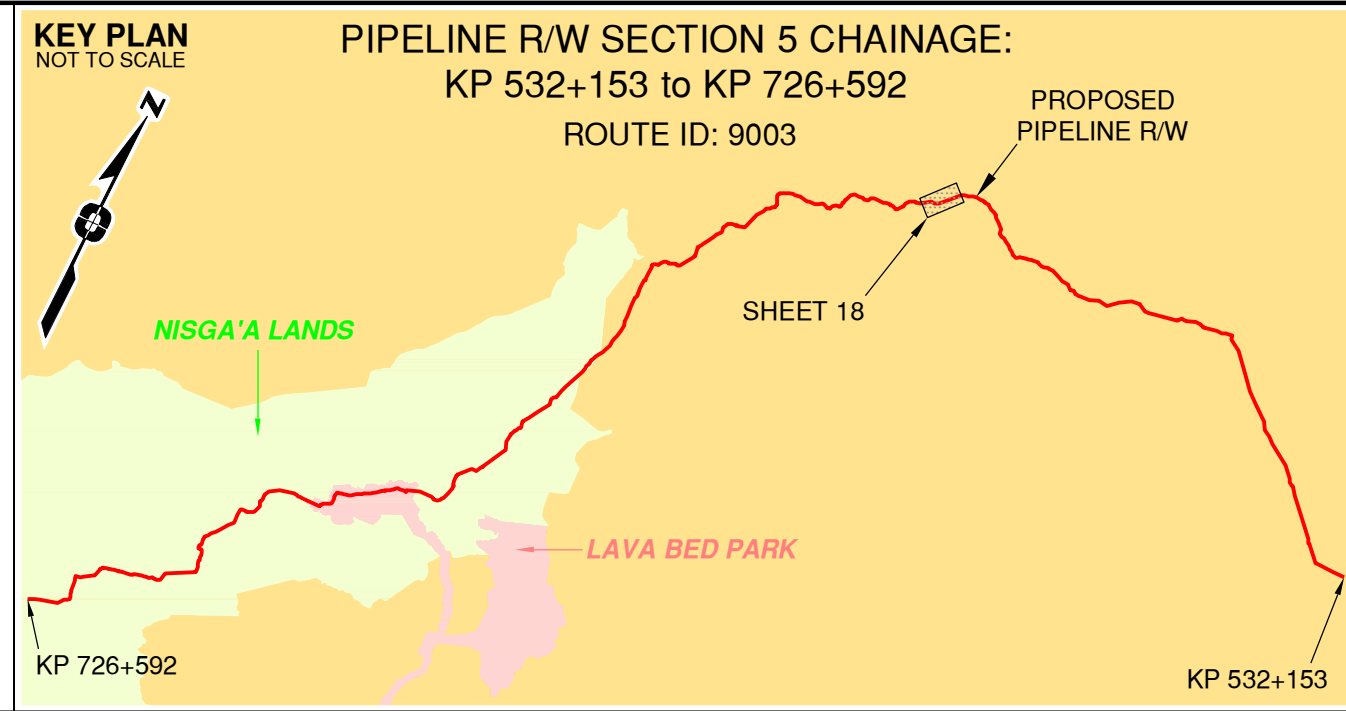 KEY PLAN
NOT TO SCALE
PIPELINE R/W SECTION 5 CHAINAGE:
KP 532+153 to KP 726+592
ROUTE ID: 9003
PROPOSED
PIPELINE R/W
N
SHEET 18
NISGA'A LANDS
LAVA BED PARK
KP 726+592
KP 532+153